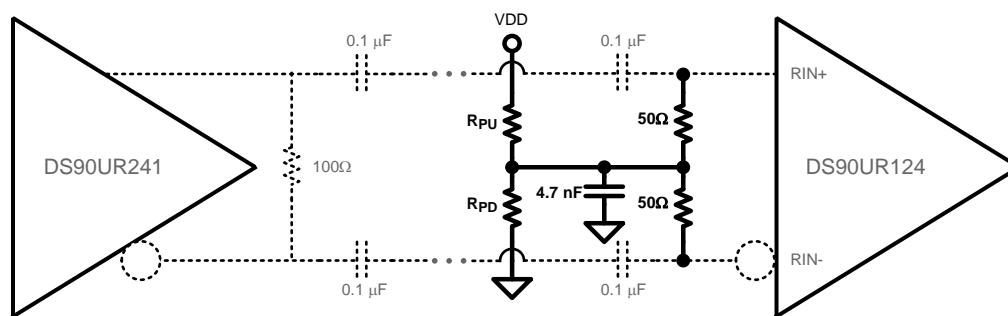 VDD
0.1 µF
0.1 µF
RIN+
RPU
50Ω
DS90UR241
100Ω
DS90UR124
4.7 nF
RPD
50Ω
RIN-
0.1 µF
0.1 µF